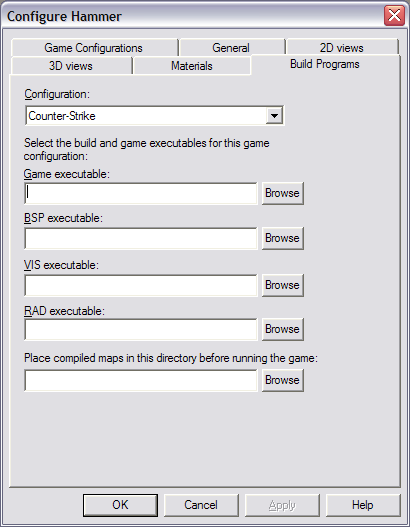 Configure Hammer
Game Configurations
General
2D views
3D views
Materials
Build Programs
Configuration:
Counter-Strike
Select the build and game executables for this game
configuration:
Game executable:
Browse
BSP executable:
Browse
VIS executable:
Browse
RAD executable:
Browse
Place compiled maps in this directory before running the game:
Browse
OK
Cancel
Apply
Help